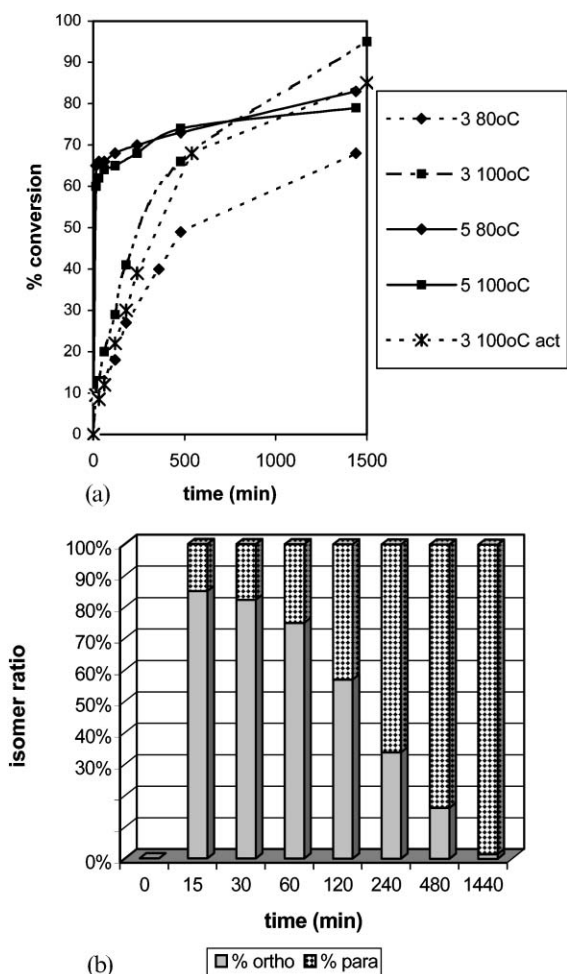 100
90
80
70
60
50
40
30
20
10
0
% conversion
0 500 1000 1500
time (min)
(a)
3 80oC
3 100oC
5 80oC
5 100oC
3 100oC act
100%
90%
80%
70%
60%
50%
40%
30%
0%
isomer ratio
0 15 30 60 120 240 480 1440
time (min)
(b)
% ortho % para